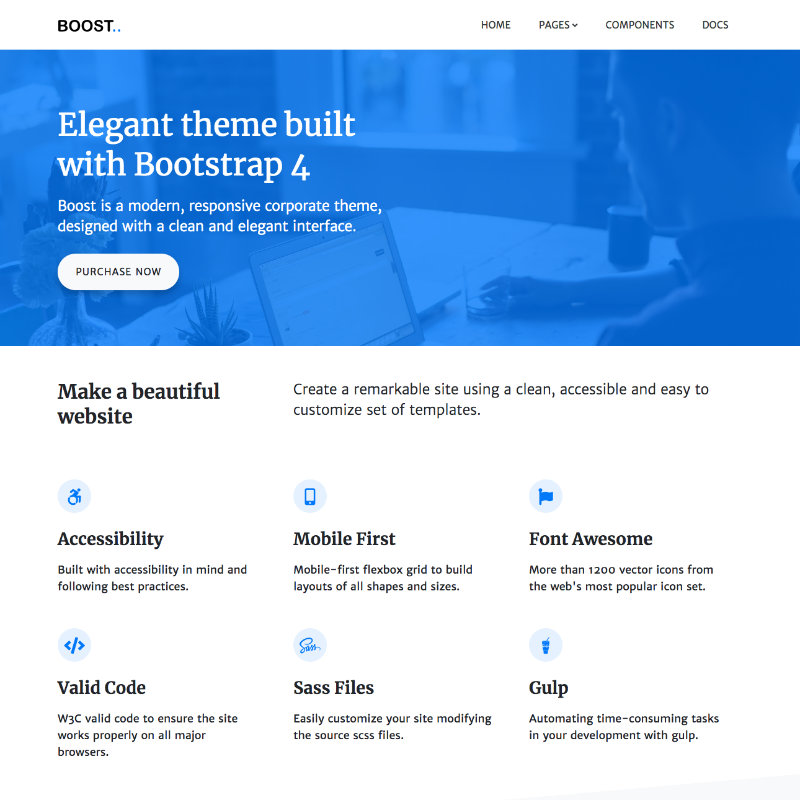 BOOST..
HOME PAGES COMPONENTS DOCS
Elegant theme built
with Bootstrap 4
Boost is a modern, responsive corporate theme,
designed with a clean and elegant interface.
PURCHASE NOW
Make a beautiful
website
Create a remarkable site using a clean, accessible and easy to
customize set of templates.
Accessibility
Built with accessibility in mind and
following best practices.
Mobile First
Mobile-first flexbox grid to build
layouts of all shapes and sizes.
Font Awesome
More than 1200 vector icons from
the web's most popular icon set.
Valid Code
W3C valid code to ensure the site
works properly on all major
browsers.
Sass
Sass Files
Easily customize your site modifying
the source scss files.
Gulp
Automating time-consuming tasks
in your development with gulp.